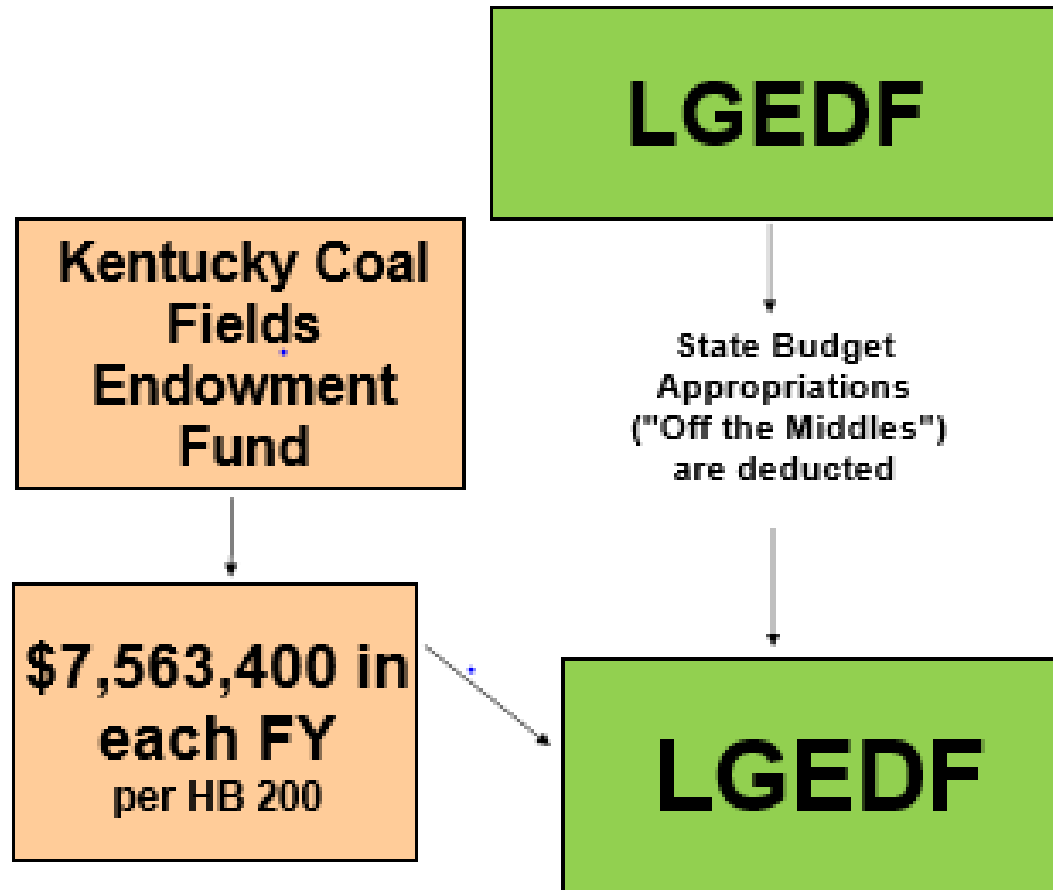 LGEDF
Kentucky Coal
Fields
Endowment
Fund
State Budget
Appropriations
("Off the Middles")
are deducted
$7,563,400 in
each FY
per HB 200
LGEDF